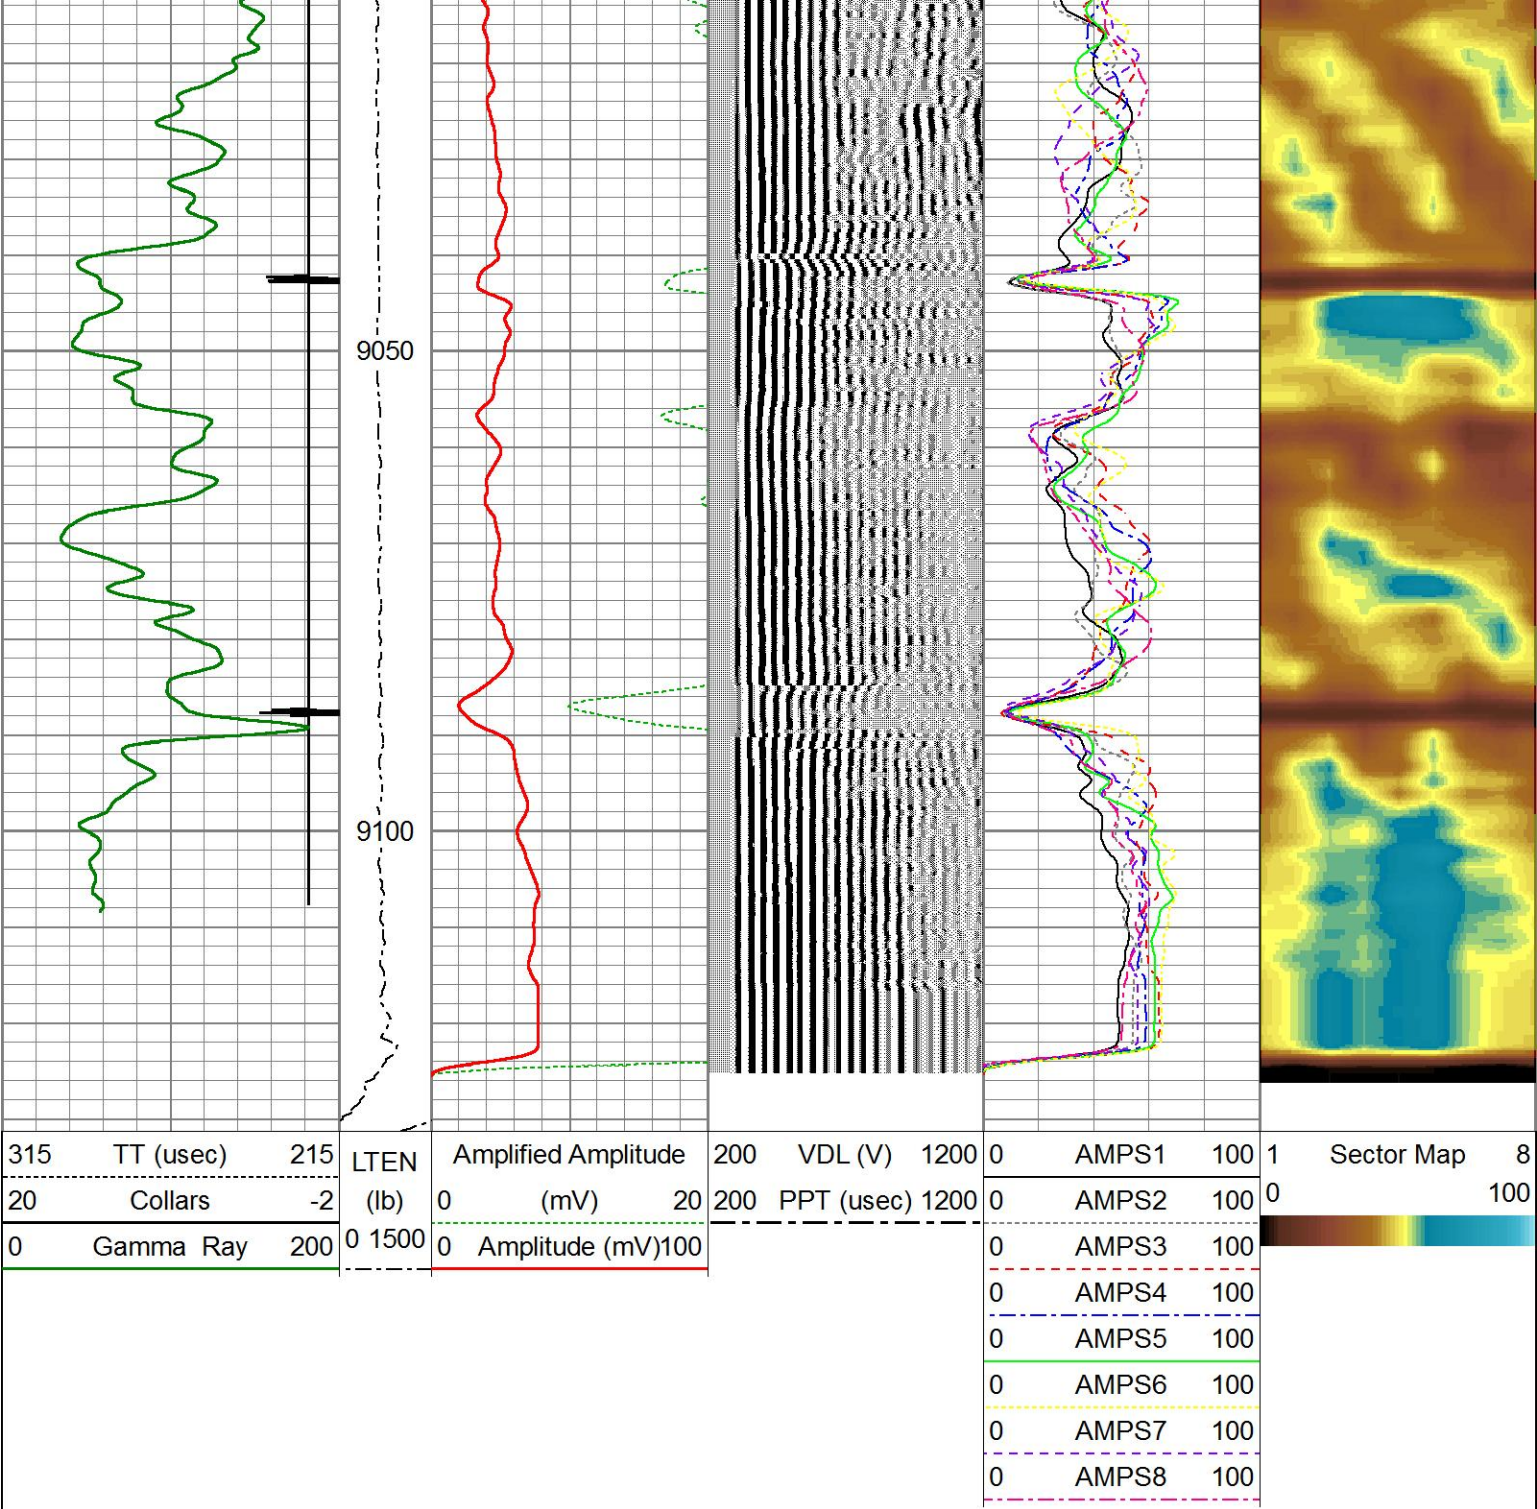 9050
9100
315 TT (usec) 215
20 Collars -2
0 Gamma Ray 200
LTEN
(lb)
0 1500
Amplified Amplitude
0 (mV) 20
0 Amplitude (mV)100
200 VDL (V) 1200
200 PPT (usec) 1200
0 AMPS1 100
0 AMPS2 100
0 AMPS3 100
0 AMPS4 100
0 AMPS5 100
0 AMPS6 100
0 AMPS7 100
0 AMPS8 100
1 Sector Map 8
0 100